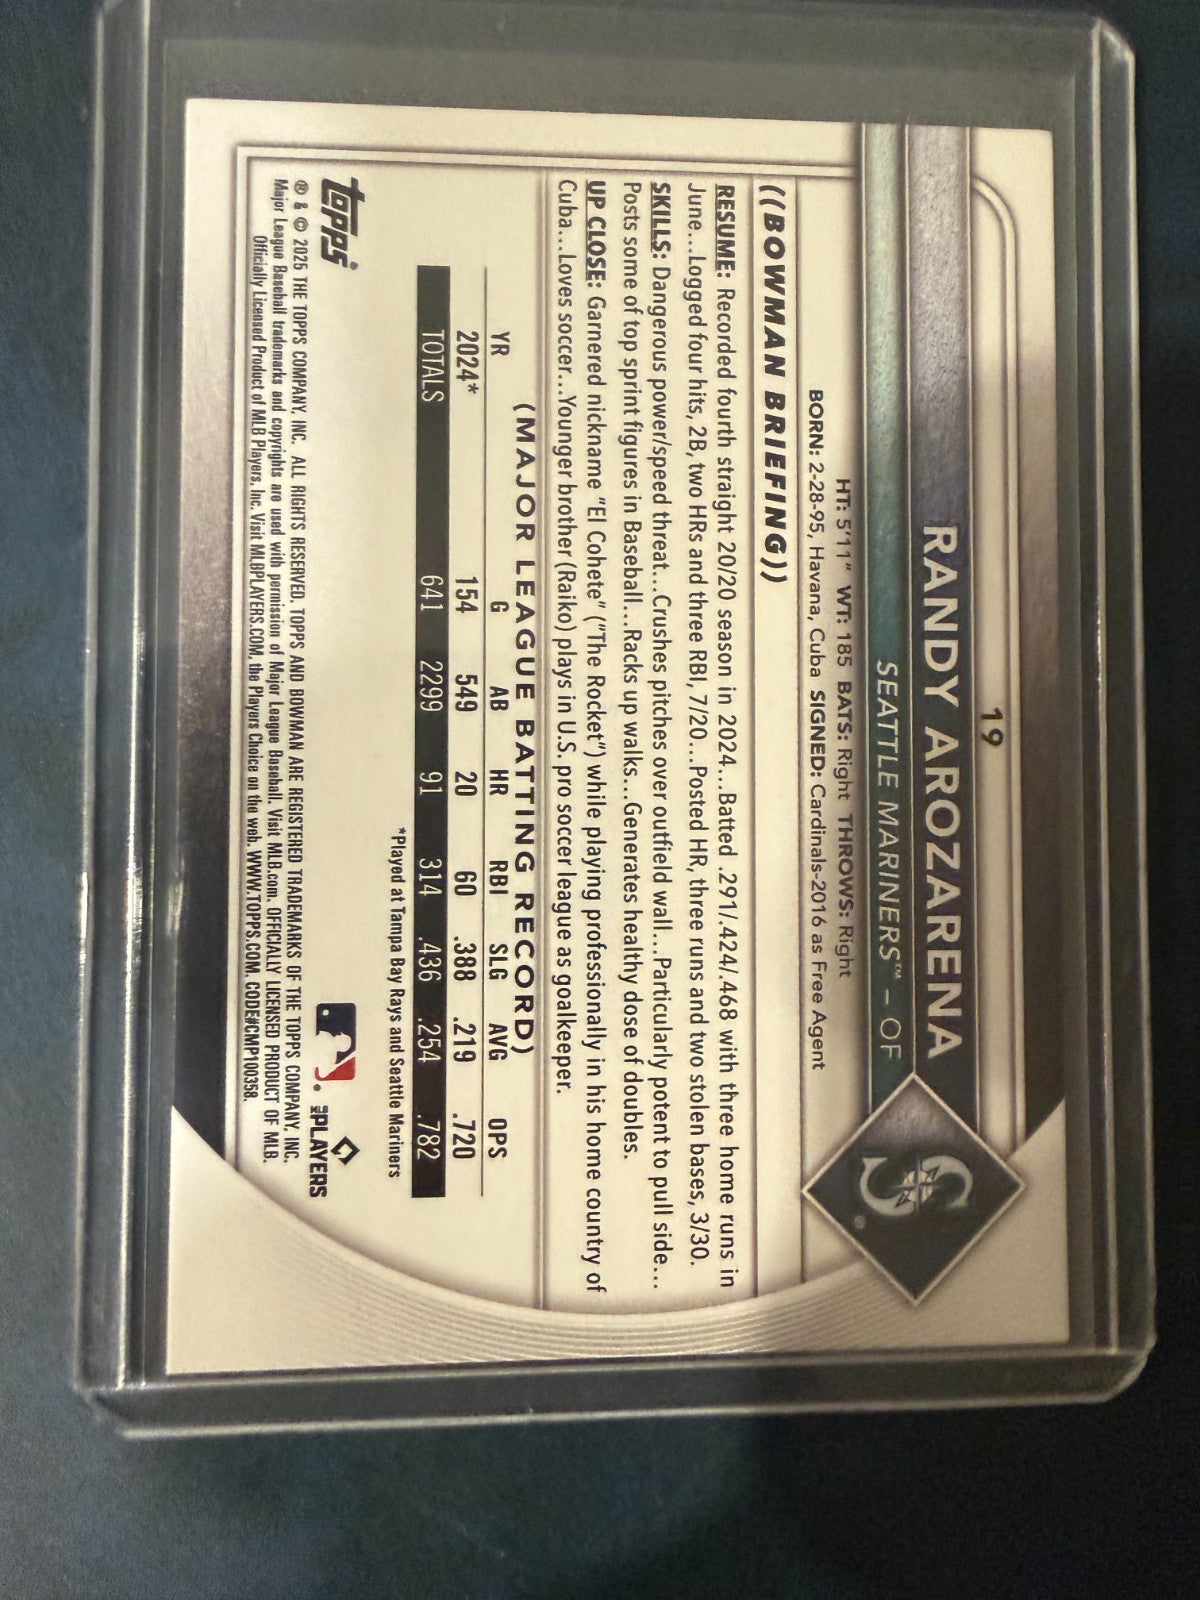 19
RANDY AROZARENA
SEATTLE MARINERS™ – OF
HT: 5'11" WT: 185 BATS: Right THROWS: Right
BORN: 2-28-95, Havana, Cuba SIGNED: Cardinals-2016 as Free Agent
((BOWMAN BRIEFING))
RESUME: Recorded fourth straight 20/20 season in 2024...Batted .291/.424/.468 with three home runs in
June...Logged four hits, 2B, two HRs and three RBI, 7/20...Posted HR, three runs and two stolen bases, 3/30.
SKILLS: Dangerous power/speed threat...Crushes pitches over outfield wall...Particularly potent to pull side...
Posts some of top sprint figures in Baseball...Racks up walks...Generates healthy dose of doubles.
UP CLOSE: Garnered nickname "El Cohete" ("The Rocket") while playing professionally in his home country of
Cuba...Loves soccer...Younger brother (Raiko) plays in U.S. pro soccer league as goalkeeper.
(MAJOR LEAGUE BATTING RECORD)
YR G AB HR RBI SLG AVG OPS
2024* 154 549 20 60 .388 .219 .720
TOTALS 641 2299 91 314 .436 .254 .782
*Played at Tampa Bay Rays and Seattle Mariners
topps®
MLB PLAYERS
® & © 2025 THE TOPPS COMPANY, INC. ALL RIGHTS RESERVED. TOPPS AND BOWMAN ARE REGISTERED TRADEMARKS OF THE TOPPS COMPANY, INC.
Major League Baseball trademarks and copyrights are used with permission of Major League Baseball. Visit MLB.com. OFFICIALLY LICENSED PRODUCT OF MLB.
Officially Licensed Product of MLB Players, Inc. Visit MLBPLAYERS.COM, the Players Choice on the web. WWW.TOPPS.COM. CODE#CMP100358.